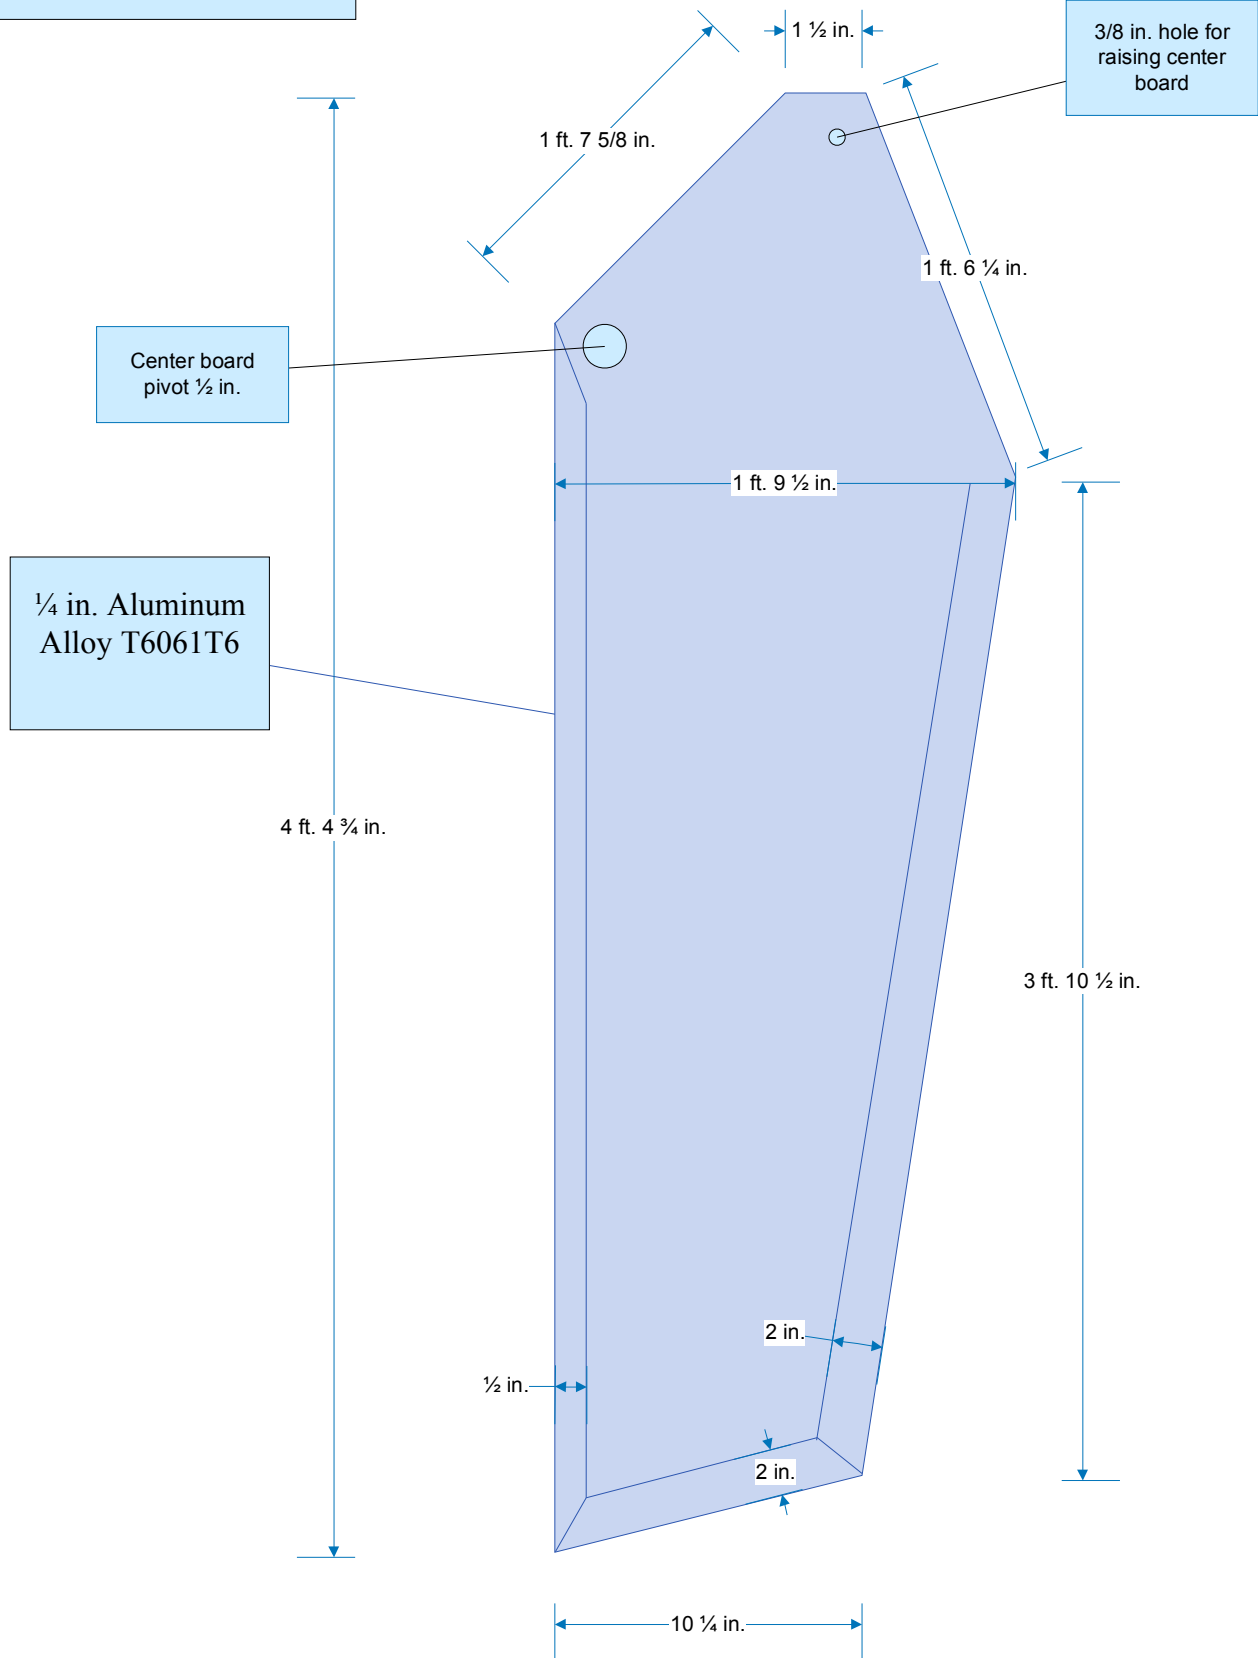 1 ½ in.
3/8 in. hole for
raising center
board
1 ft. 7 5/8 in.
1 ft. 6 ¼ in.
Center board
pivot ½ in.
1 ft. 9 ½ in.
¼ in. Aluminum
Alloy T6061T6
4 ft. 4 ¾ in.
3 ft. 10 ½ in.
2 in.
½ in.
2 in.
10 ¼ in.